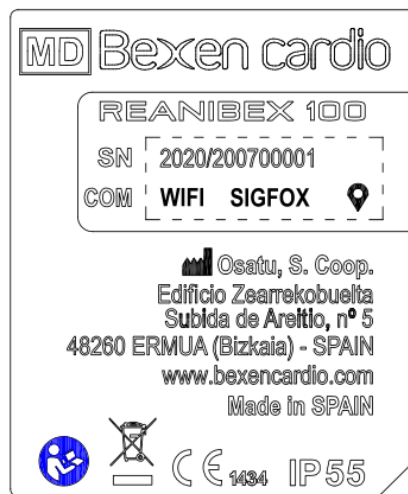 MD Bexen cardio
REANIBEX 100
SN 2020/200700001
COM WIFI SIGFOX
Osatu, S. Coop.
Edificio Zearrekobuelta
Subida de Areitio, nº 5
48260 ERMUA (Bizkaia) - SPAIN
www.bexencardio.com
Made in SPAIN
CE 1434 IP55